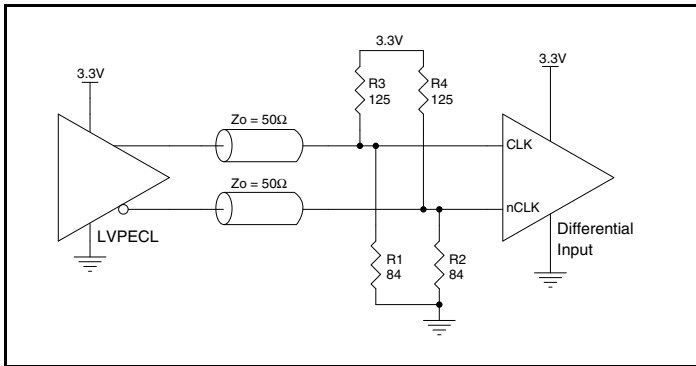 3.3V
3.3V
3.3V
R3
125
R4
125
Zo = 50Ω
CLK
Zo = 50Ω
nCLK
LVPECL
Differential
Input
R1
84
R2
84